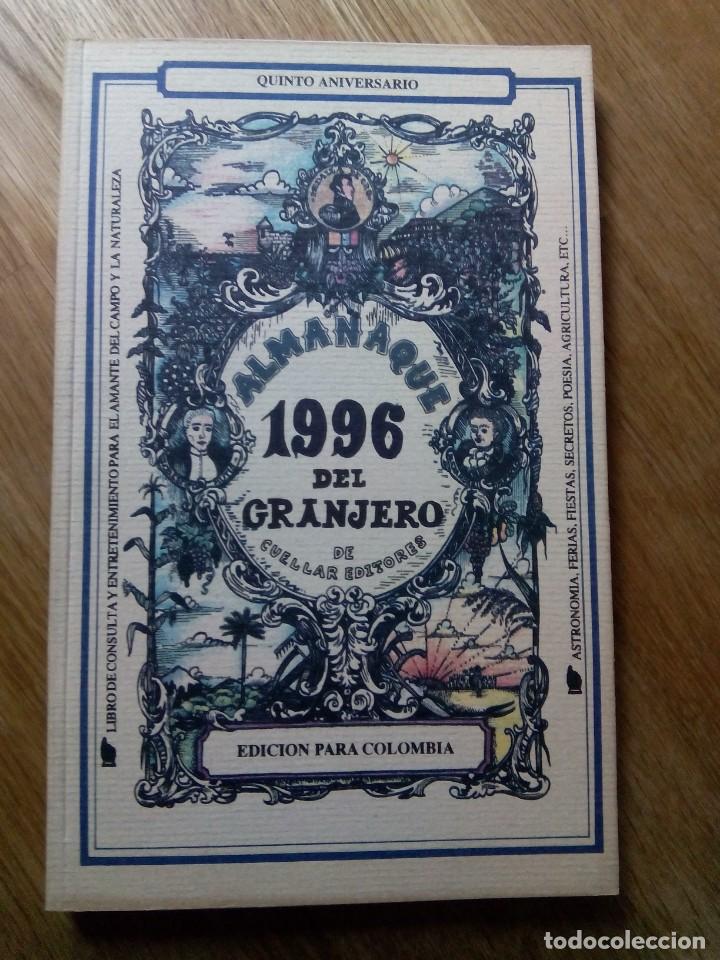 QUINTO ANIVERSARIO
LIBRO DE CONSULTA Y ENTRETENIMIENTO PARA EL AMANTE DEL CAMPO Y LA NATURALEZA
ALMANAQUE
1996
DEL
GRANJERO
DE
CUELLAR EDITORES
ASTRONOMIA, FERIAS, FIESTAS, SECRETOS, POESIA, AGRICULTURA, ETC...
EDICION PARA COLOMBIA
todocoleccion